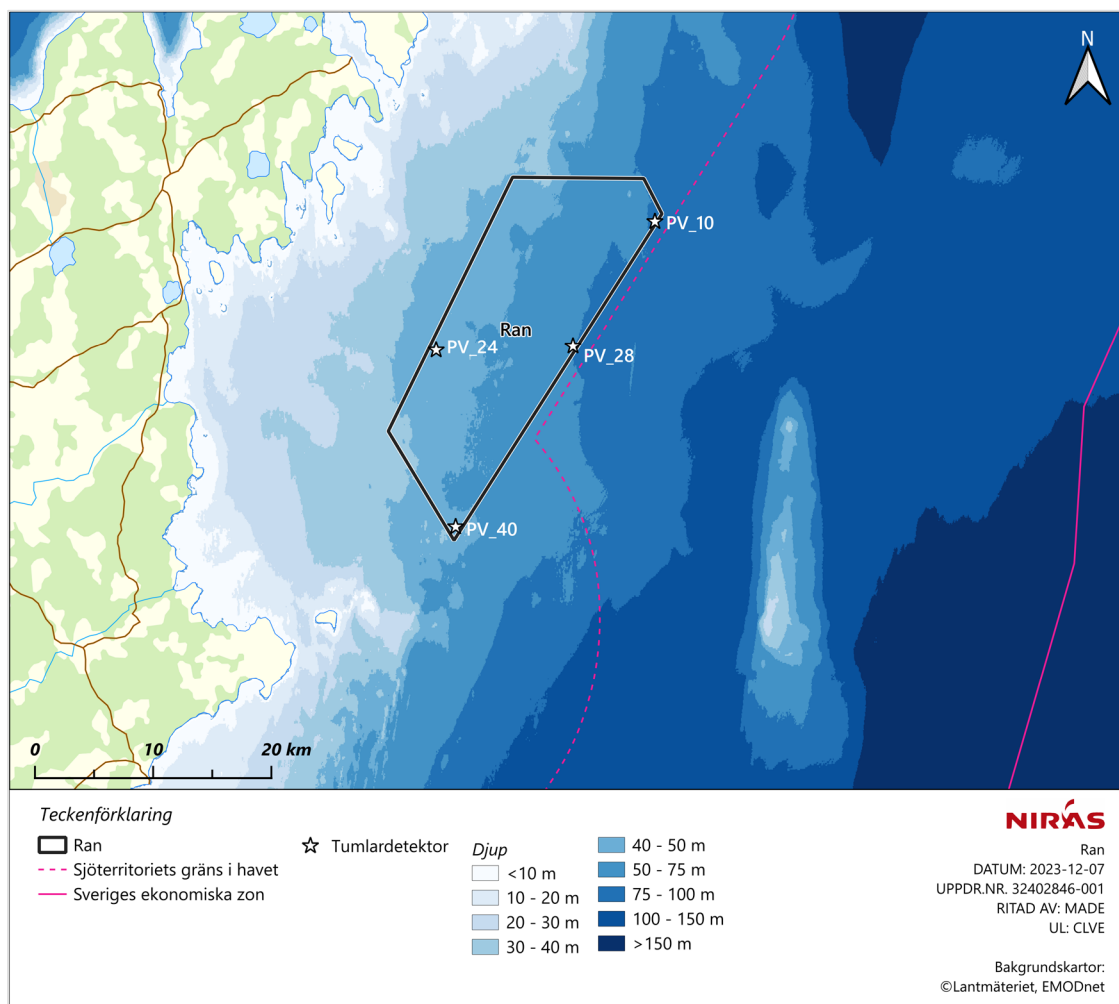 N
PV_10
Ran
PV_24
PV_28
PV_40
0 10 20 km
Teckenförklaring
Ran
Sjöterritoriets gräns i havet
Sveriges ekonomiska zon
Tumlardetektor
Djup
<10 m
10 - 20 m
20 - 30 m
30 - 40 m
40 - 50 m
50 - 75 m
75 - 100 m
100 - 150 m
>150 m
NIRÁS
Ran
DATUM: 2023-12-07
UPPDR.NR. 32402846-001
RITAD AV: MADE
UL: CLVE
Bakgrundskartor:
©Lantmäteriet, EMODnet